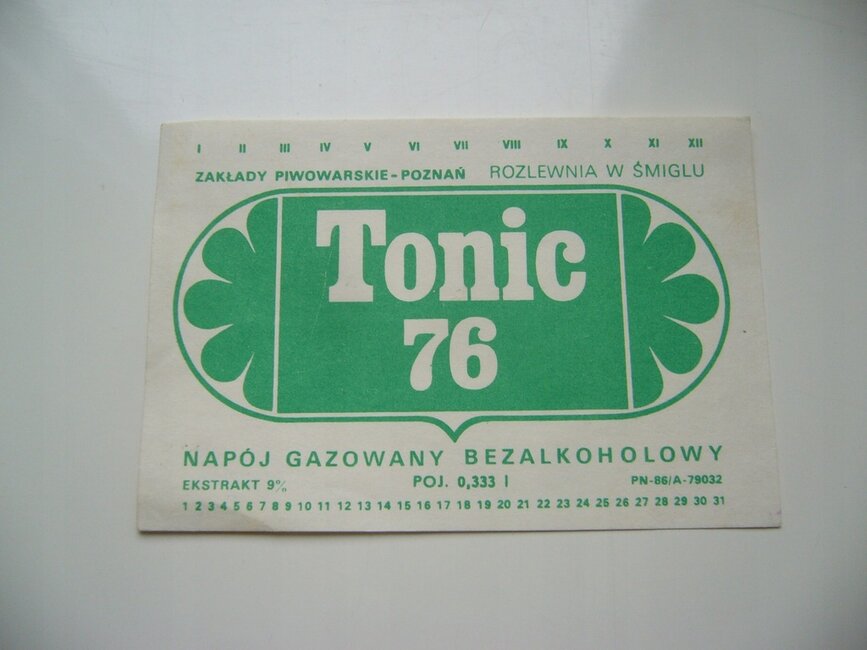 I II III IV V VI VII VIII IX X XI XII
ZAKŁADY PIWOWARSKIE-POZNAŃ ROZLEWNIA W ŚMIGLU
Tonic
76
NAPÓJ GAZOWANY BEZALKOHOLOWY
EKSTRAKT 9% POJ. 0,333 l PN-86/A-79032
1 2 3 4 5 6 7 8 9 10 11 12 13 14 15 16 17 18 19 20 21 22 23 24 25 26 27 28 29 30 31